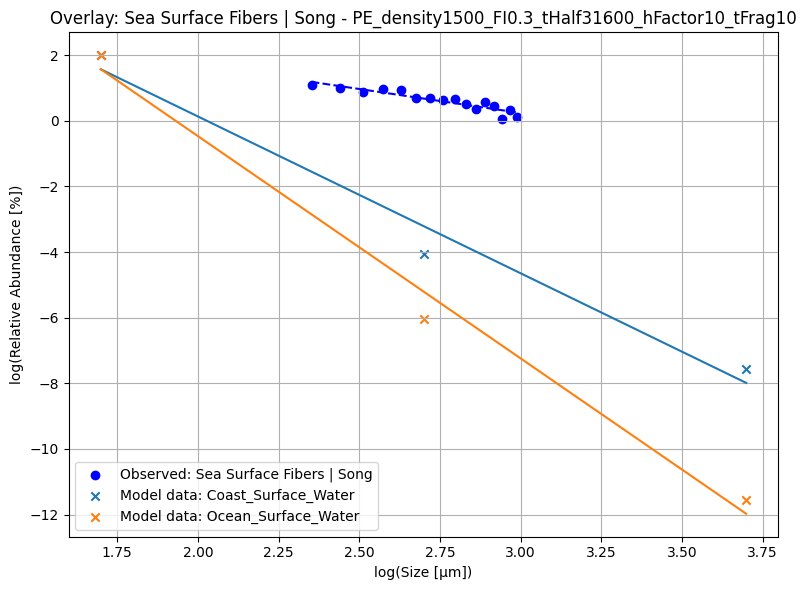 Overlay: Sea Surface Fibers | Song - PE_density1500_FI0.3_tHalf31600_hFactor10_tFrag10
log(Relative Abundance [%])
2
0
−2
−4
−6
−8
−10
−12
Observed: Sea Surface Fibers | Song
Model data: Coast_Surface_Water
Model data: Ocean_Surface_Water
1.75
2.00
2.25
2.50
2.75
3.00
3.25
3.50
3.75
log(Size [µm])